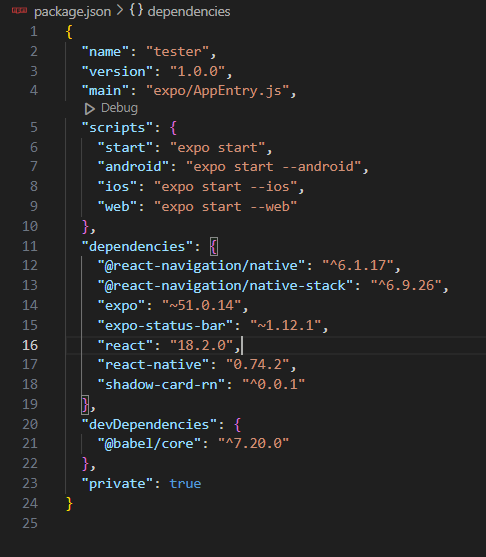 package.json > {} dependencies
1 {
2 "name": "tester",
3 "version": "1.0.0",
4 "main": "expo/AppEntry.js",
Debug
5 "scripts": {
6 "start": "expo start",
7 "android": "expo start --android",
8 "ios": "expo start --ios",
9 "web": "expo start --web"
10 },
11 "dependencies": {
12 "@react-navigation/native": "^6.1.17",
13 "@react-navigation/native-stack": "^6.9.26",
14 "expo": "~51.0.14",
15 "expo-status-bar": "~1.12.1",
16 "react": "18.2.0",
17 "react-native": "0.74.2",
18 "shadow-card-rn": "^0.0.1"
19 },
20 "devDependencies": {
21 "@babel/core": "^7.20.0"
22 },
23 "private": true
24 }
25